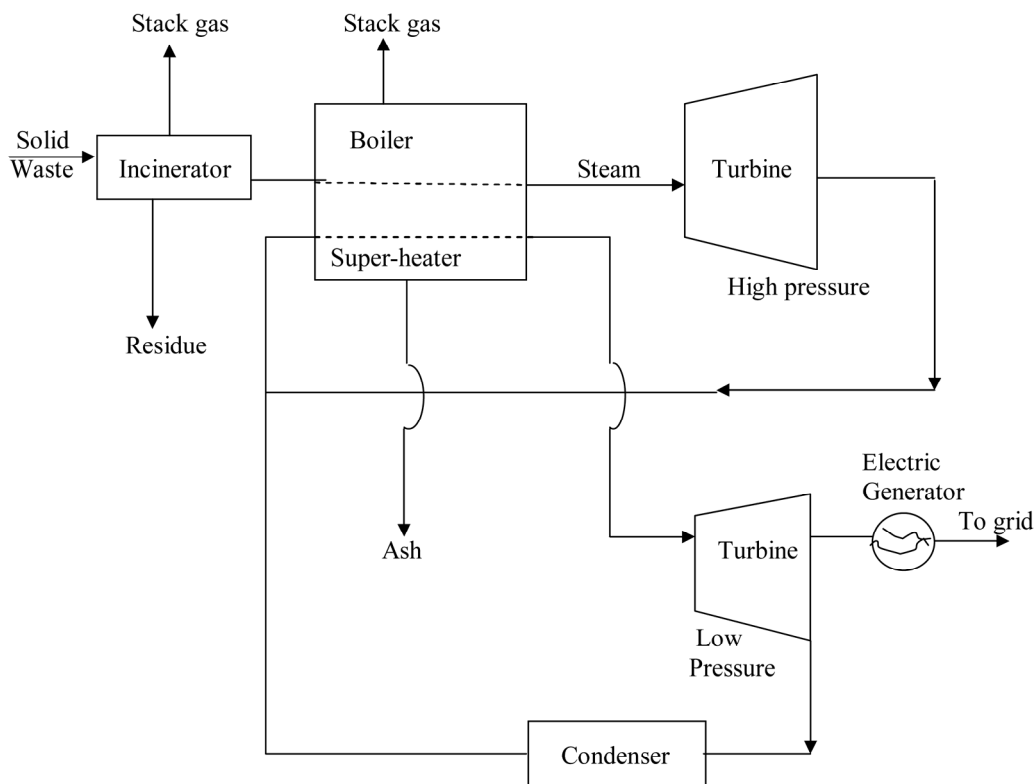 Stack gas
Stack gas
Solid
Waste
Incinerator
Boiler
Steam
Turbine
Super-heater
High pressure
Residue
Electric
Generator
To grid
Ash
Turbine
Low
Pressure
Condenser